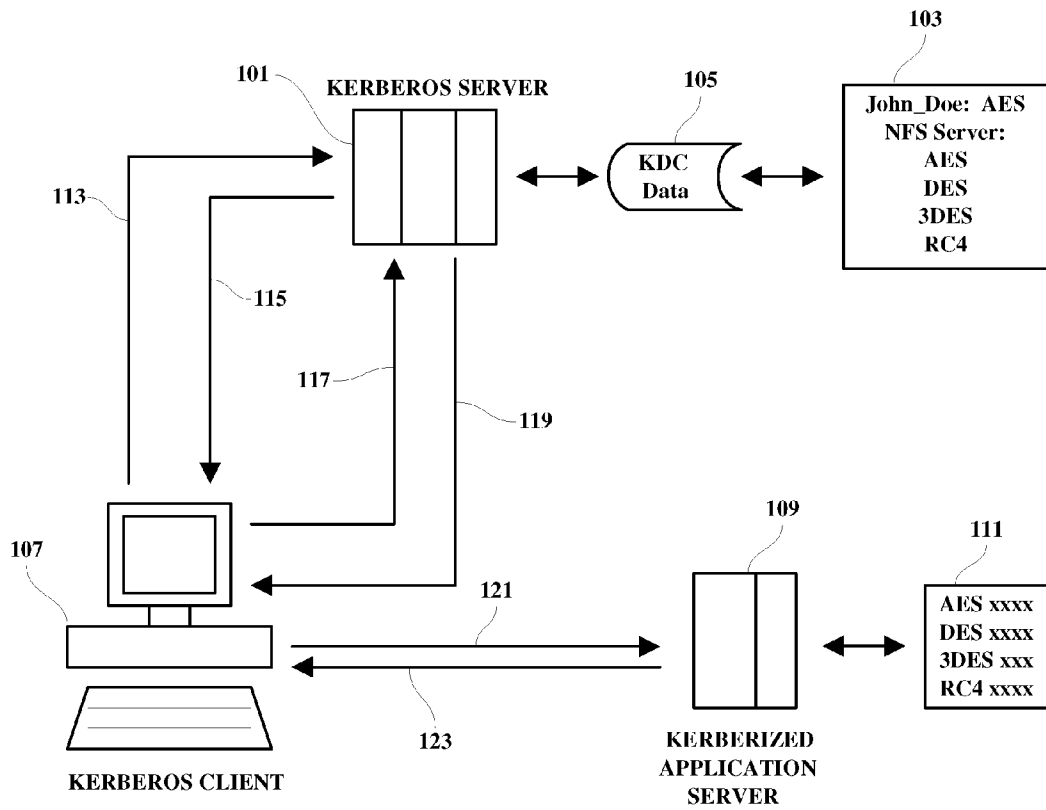 103
101
KERBEROS SERVER
105
John_Doe: AES
NFS Server:
AES
DES
3DES
RC4
KDC
Data
113
115
117
119
109
107
111
121
AES xxxx
DES xxxx
3DES xxx
RC4 xxxx
123
KERBEROS CLIENT
KERBERIZED
APPLICATION
SERVER